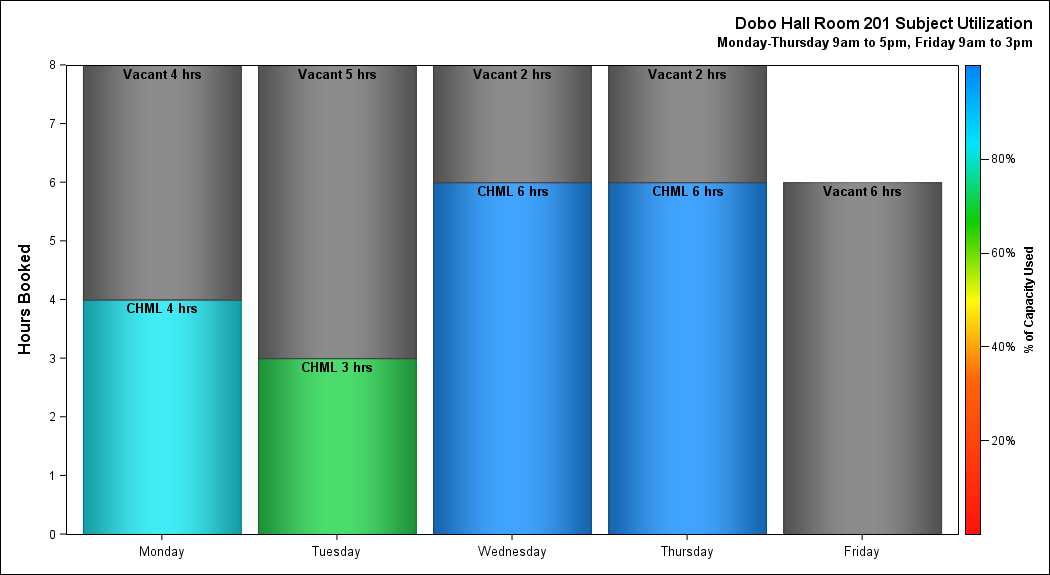 Dobo Hall Room 201 Subject Utilization
Monday-Thursday 9am to 5pm, Friday 9am to 3pm
Hours Booked
8
7
6
5
4
3
2
1
0
Vacant 4 hrs
CHML 4 hrs
Vacant 5 hrs
CHML 3 hrs
Vacant 2 hrs
CHML 6 hrs
Vacant 2 hrs
CHML 6 hrs
Vacant 6 hrs
Monday
Tuesday
Wednesday
Thursday
Friday
80%
60%
40%
20%
% of Capacity Used